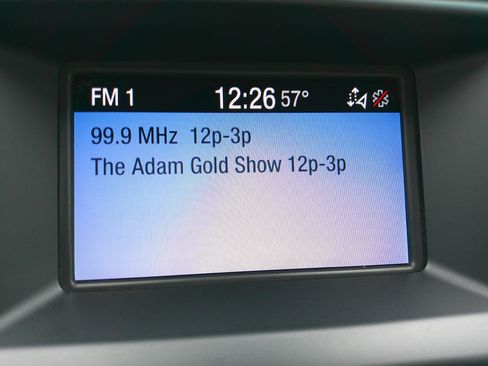 FM 1 12:26 57°
99.9 MHz 12p-3p
The Adam Gold Show 12p-3p